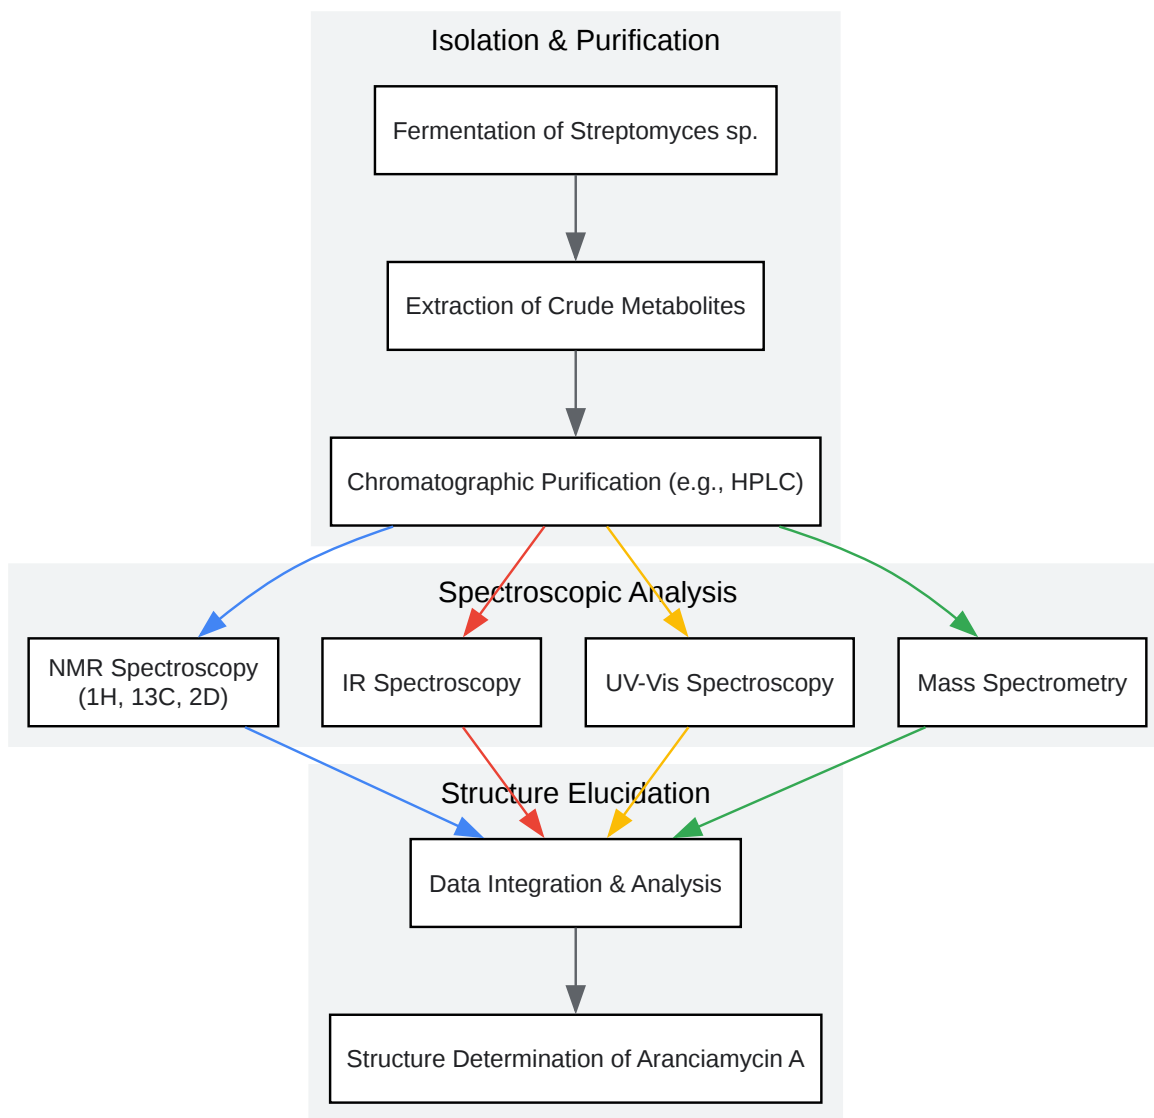 Isolation & Purification
Fermentation of Streptomyces sp.
Extraction of Crude Metabolites
Chromatographic Purification (e.g., HPLC)
Spectroscopic Analysis
NMR Spectroscopy
(1H, 13C, 2D)
IR Spectroscopy
UV-Vis Spectroscopy
Mass Spectrometry
Structure Elucidation
Data Integration & Analysis
Structure Determination of Aranciamycin A